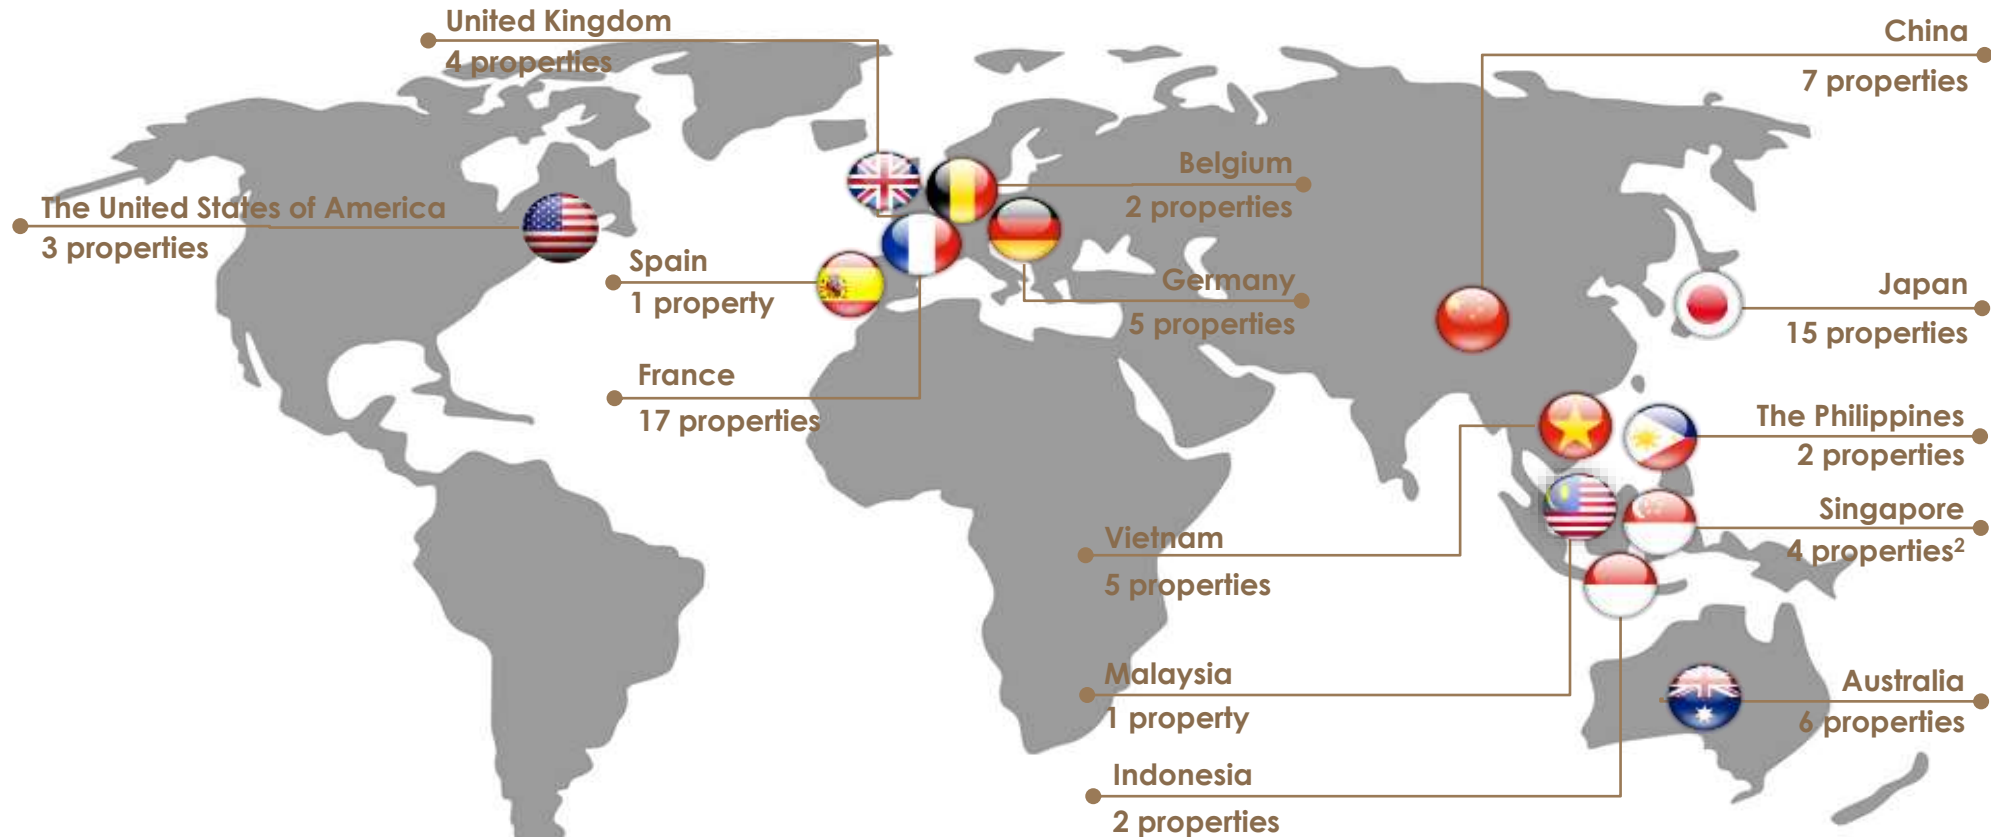 United Kingdom
4 properties
China
7 properties
Belgium
2 properties
The United States of America
3 properties
Spain
1 property
Germany
5 properties
Japan
15 properties
France
17 properties
The Philippines
2 properties
Singapore
4 properties²
Vietnam
5 properties
Malaysia
1 property
Australia
6 properties
Indonesia
2 properties